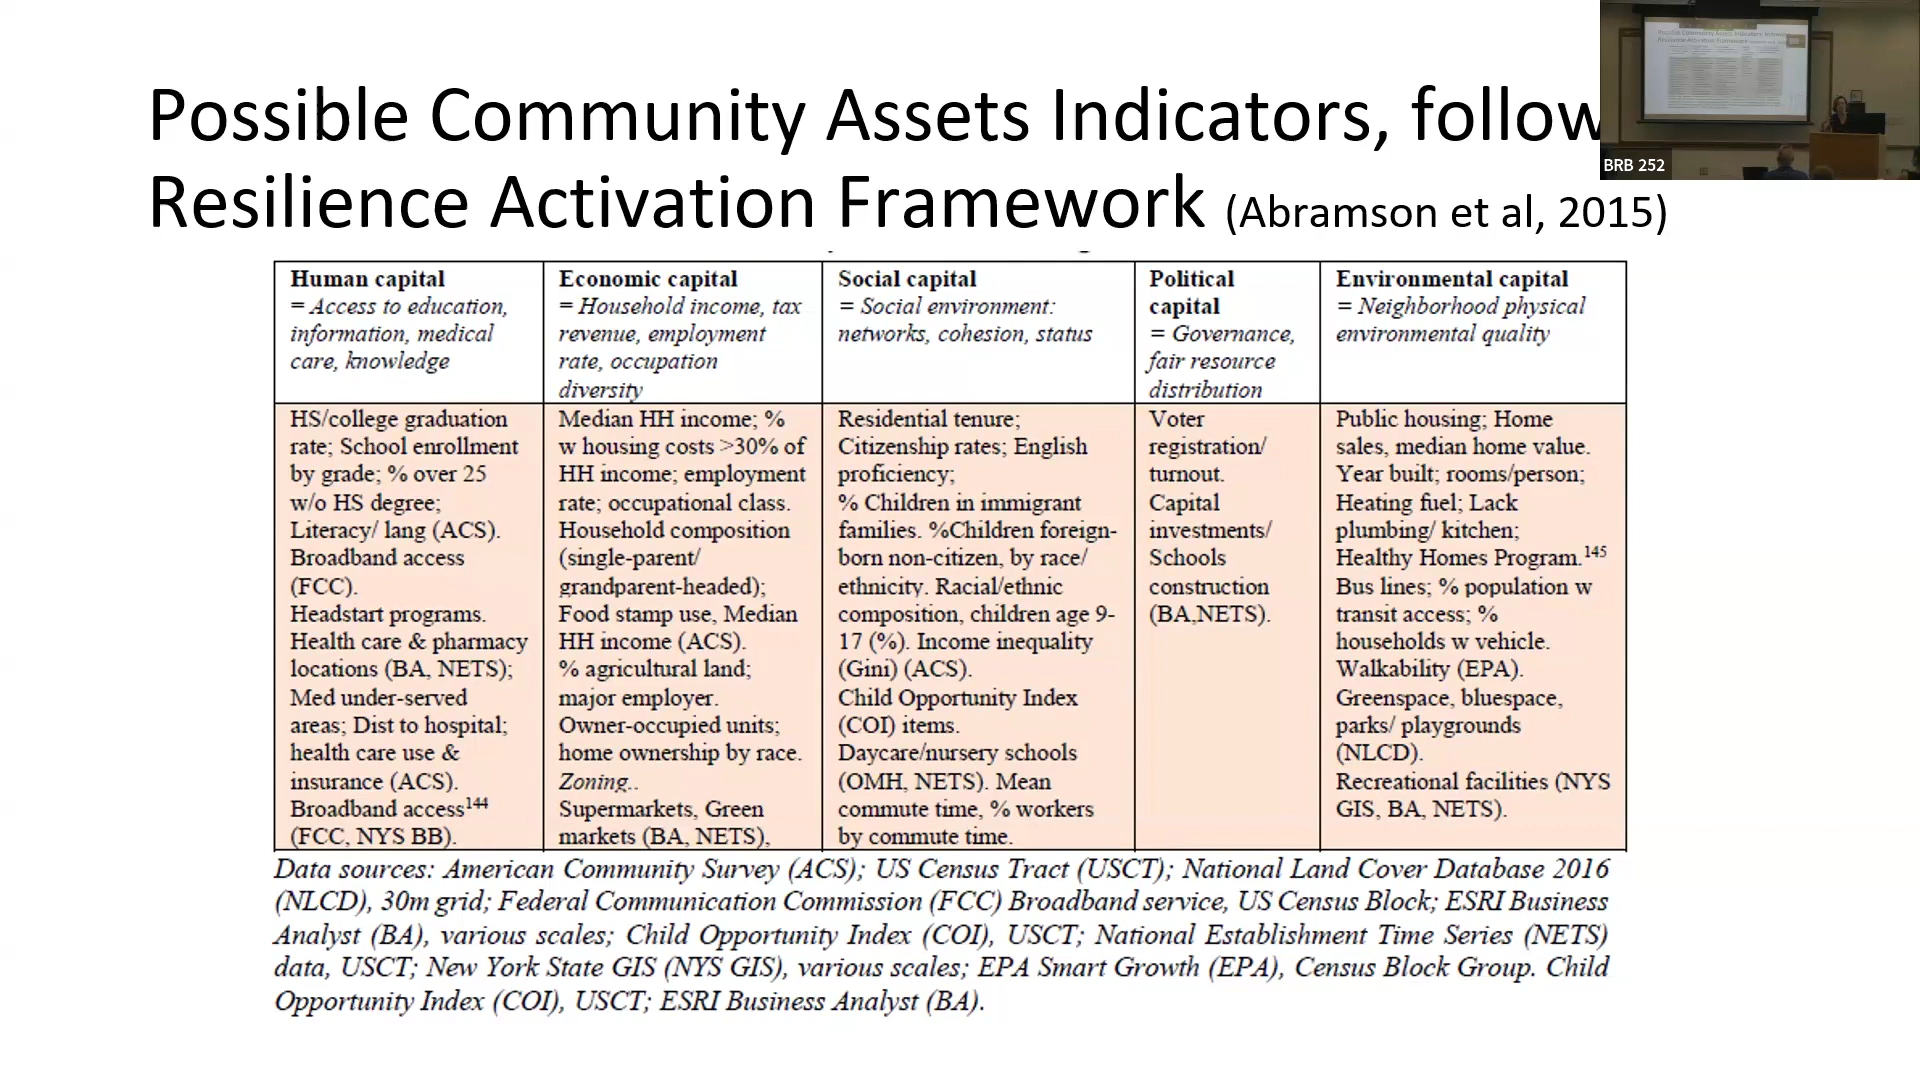 Possible Community Assets Indicators, follow
Resilience Activation Framework (Abramson et al, 2015)
BRB 252
Human capital
= Access to education,
information, medical
care, knowledge
Economic capital
= Household income, tax
revenue, employment
rate, occupation
diversity
Social capital
= Social environment:
networks, cohesion, status
Political
capital
= Governance,
fair resource
distribution
Environmental capital
= Neighborhood physical
environmental quality
HS/college graduation
rate; School enrollment
by grade; % over 25
w/o HS degree;
Literacy/ lang (ACS).
Broadband access
(FCC).
Headstart programs.
Health care & pharmacy
locations (BA, NETS);
Med under-served
areas; Dist to hospital;
health care use &
insurance (ACS).
Broadband access144
(FCC, NYS BB).
Median HH income; %
w housing costs >30% of
HH income; employment
rate; occupational class.
Household composition
(single-parent/
grandparent-headed);
Food stamp use, Median
HH income (ACS).
% agricultural land;
major employer.
Owner-occupied units;
home ownership by race.
Zoning..
Supermarkets, Green
markets (BA, NETS),
Residential tenure;
Citizenship rates; English
proficiency;
% Children in immigrant
families. %Children foreign-
born non-citizen, by race/
ethnicity. Racial/ethnic
composition, children age 9-
17 (%). Income inequality
(Gini) (ACS).
Child Opportunity Index
(COI) items.
Daycare/nursery schools
(OMH, NETS). Mean
commute time, % workers
by commute time.
Voter
registration/
turnout.
Capital
investments/
Schools
construction
(BA,NETS).
Public housing; Home
sales, median home value.
Year built; rooms/person;
Heating fuel; Lack
plumbing/ kitchen;
Healthy Homes Program.145
Bus lines; % population w
transit access; %
households w vehicle.
Walkability (EPA).
Greenspace, bluespace,
parks/ playgrounds
(NLCD).
Recreational facilities (NYS
GIS, BA, NETS).
Data sources: American Community Survey (ACS); US Census Tract (USCT); National Land Cover Database 2016
(NLCD), 30m grid; Federal Communication Commission (FCC) Broadband service, US Census Block; ESRI Business
Analyst (BA), various scales; Child Opportunity Index (COI), USCT; National Establishment Time Series (NETS)
data, USCT; New York State GIS (NYS GIS), various scales; EPA Smart Growth (EPA), Census Block Group. Child
Opportunity Index (COI), USCT; ESRI Business Analyst (BA).